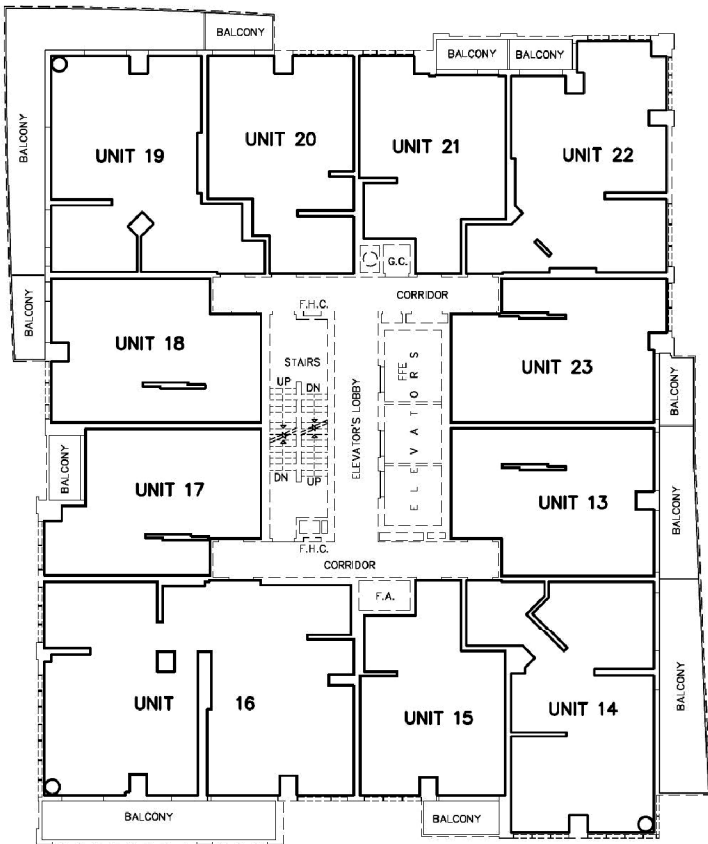 BALCONY
BALCONY
BALCONY
BALCONY
UNIT 19
UNIT 20
UNIT 21
UNIT 22
G.C.
CORRIDOR
F.H.C.
BALCONY
UNIT 18
STAIRS
UP
DN
ELEVATOR'S LOBBY
FFE
ELEVATORS
UNIT 23
BALCONY
BALCONY
UNIT 17
DN
UP
UNIT 13
BALCONY
F.H.C.
CORRIDOR
F.A.
UNIT 16
UNIT 15
UNIT 14
BALCONY
BALCONY
BALCONY